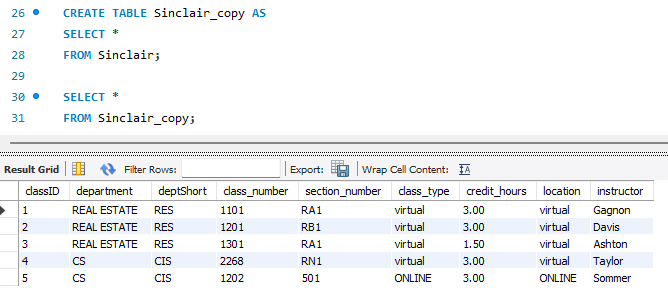 26 CREATE TABLE Sinclair_copy AS
27 SELECT *
28 FROM Sinclair;
29
30 SELECT *
31 FROM Sinclair_copy;
Result Grid Filter Rows: Export: Wrap Cell Content: IA
classID department deptShort class_number section_number class_type credit_hours location instructor
1 REAL ESTATE RES 1101 RA1 virtual 3.00 virtual Gagnon
2 REAL ESTATE RES 1201 RB1 virtual 3.00 virtual Davis
3 REAL ESTATE RES 1301 RA1 virtual 1.50 virtual Ashton
4 CS CIS 2268 RN1 virtual 3.00 virtual Taylor
5 CS CIS 1202 501 ONLINE 3.00 ONLINE Sommer